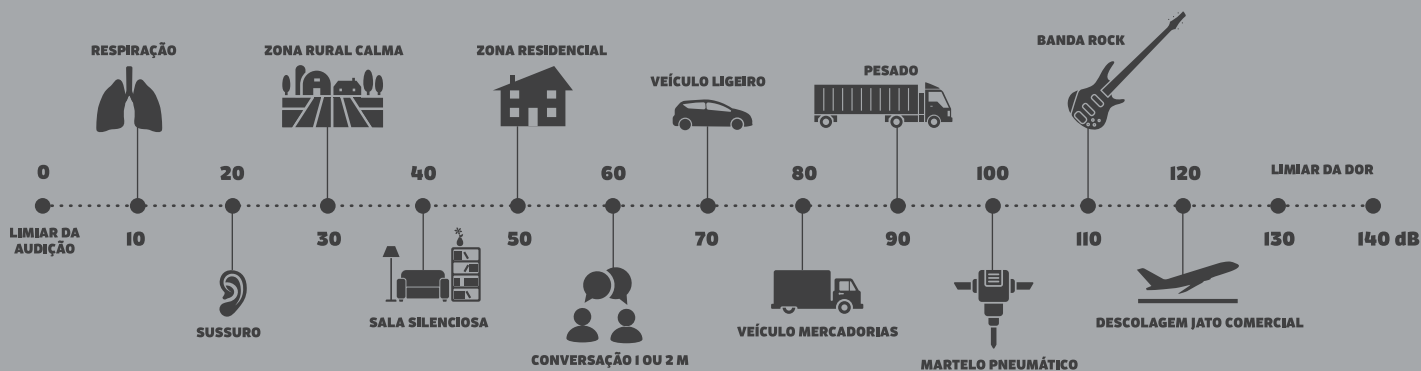 BANDA ROCK
RESPIRAÇÃO
ZONA RURAL CALMA
ZONA RESIDENCIAL
VEÍCULO LIGEIRO
PESADO
0
20
40
60
80
100
120
LIMIAR DA DOR
LIMIAR DA
AUDIÇÃO
10
30
50
70
90
110
130
140 dB
SUSSURO
SALA SILENCIOSA
CONVERSAÇÃO 1 OU 2 M
VEÍCULO MERCADORIAS
MARTELO PNEUMÁTICO
DESCOLAGEM JATO COMERCIAL